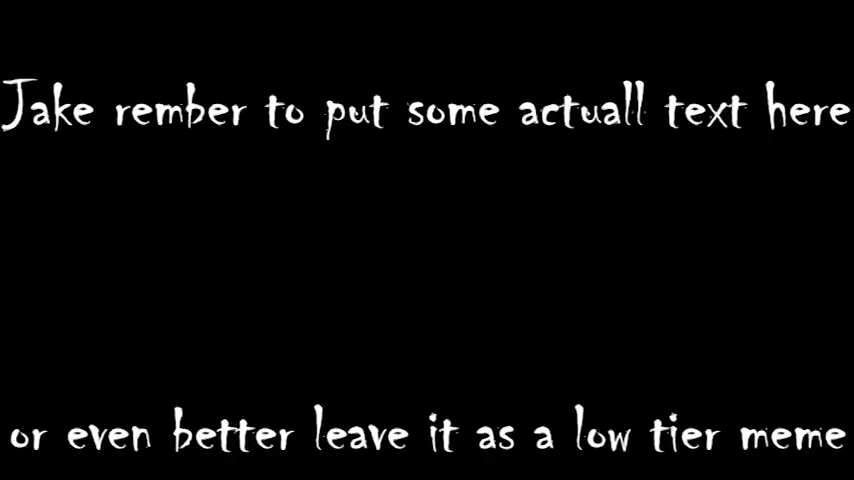 Jake rember to put some actuall text here
or even better leave it as a low tier meme